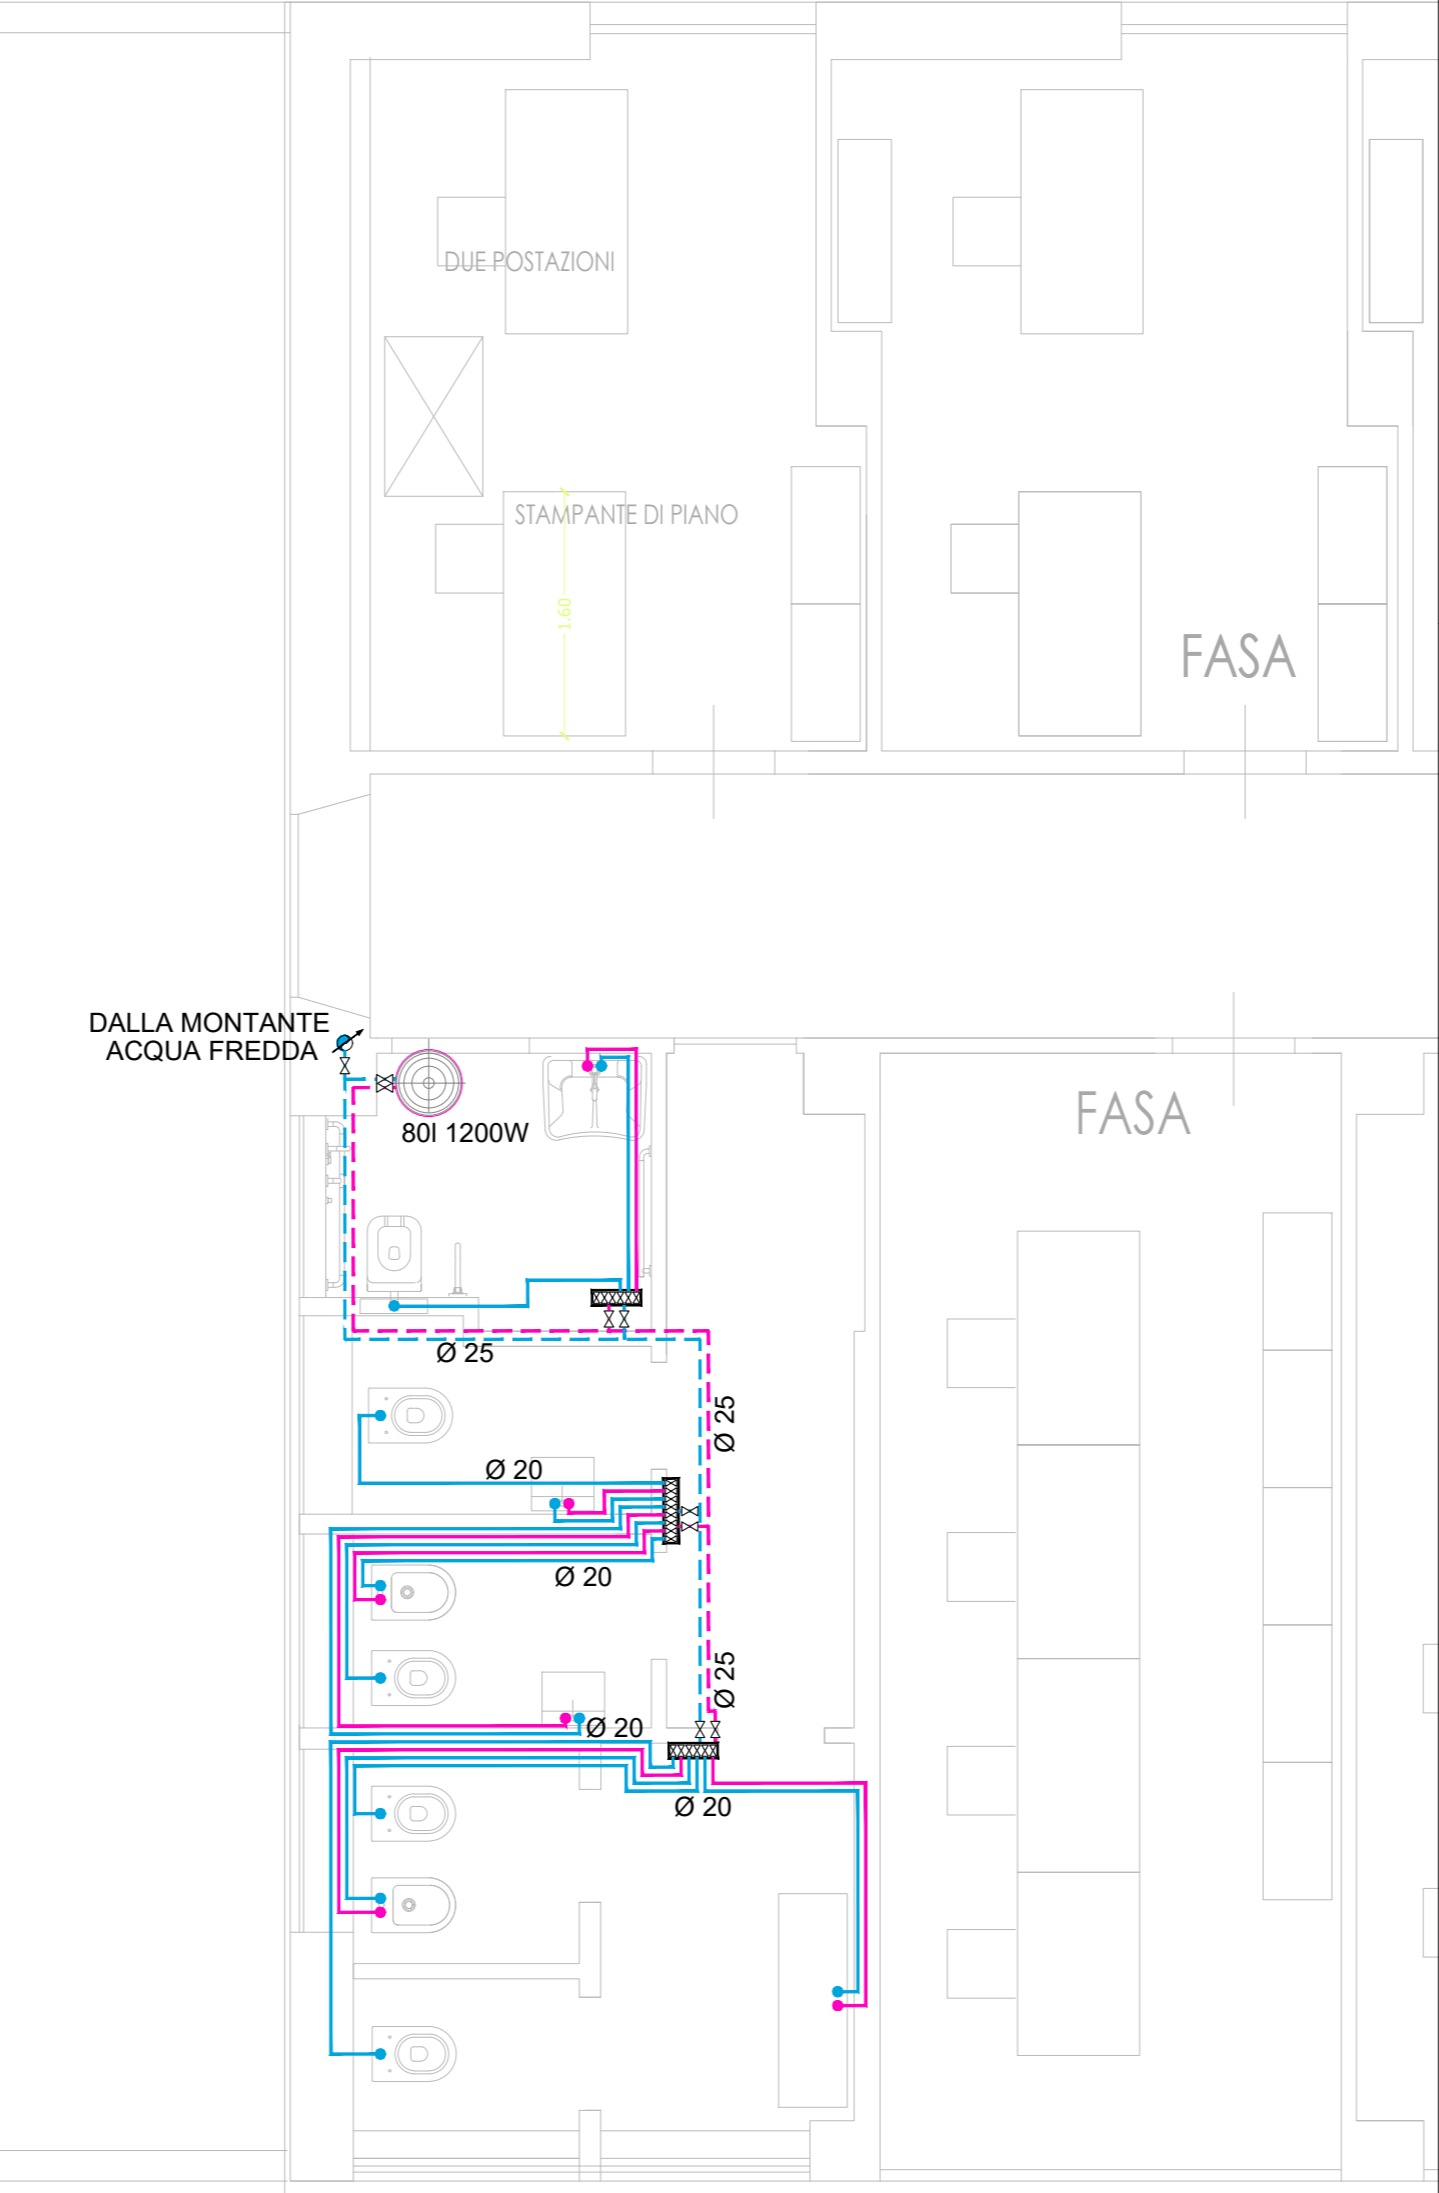 DUE POSTAZIONI
STAMPANTE DI PIANO
1.60
FASA
DALLA MONTANTE
ACQUA FREDDA
80l 1200W
FASA
Ø 25
Ø 25
Ø 20
Ø 20
Ø 25
Ø 20
Ø 20